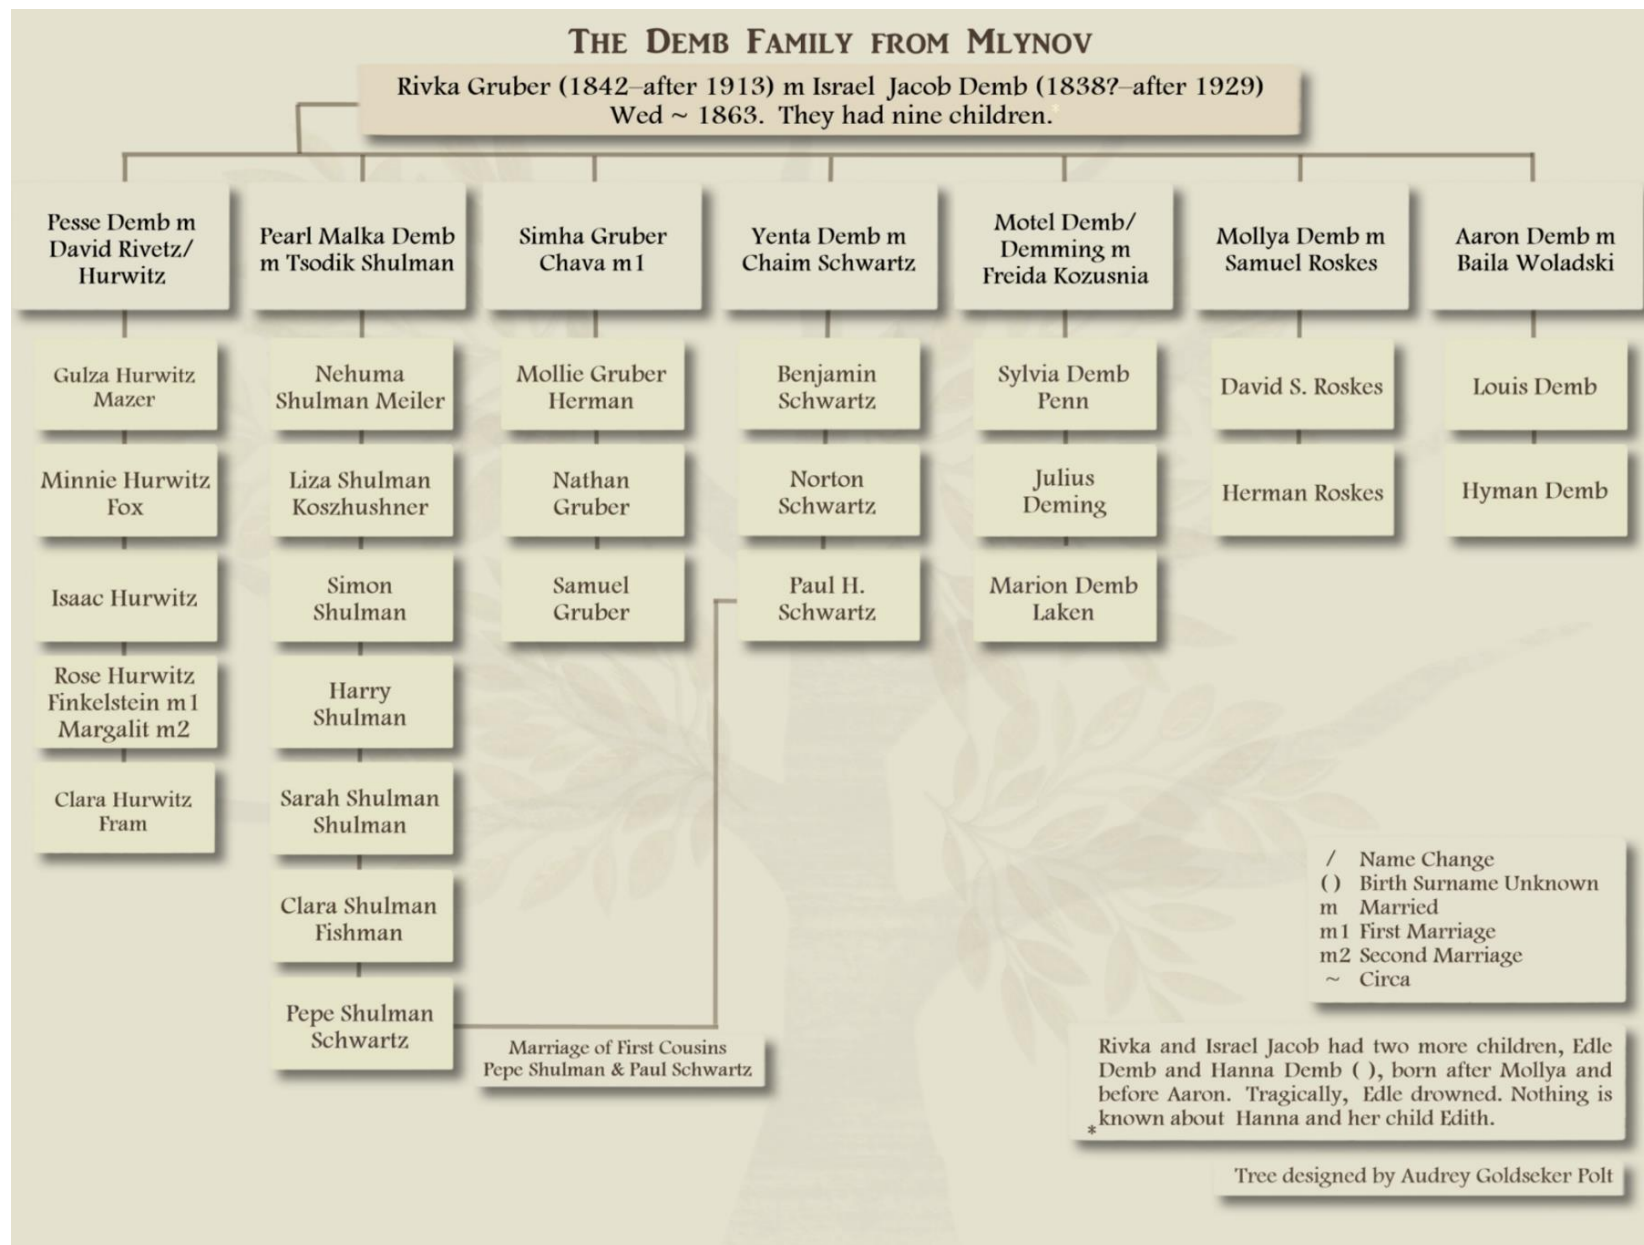 THE DEMB FAMILY FROM MLYNOV
Rivka Gruber (1842–after 1913) m Israel Jacob Demb (1838?–after 1929)
Wed ~ 1863. They had nine children.*
Pesse Demb m
David Rivetz/
Hurwitz
Pearl Malka Demb
m Tsodik Shulman
Simha Gruber
Chava m1
Yenta Demb m
Chaim Schwartz
Motel Demb/
Demming m
Freida Kozusnia
Mollya Demb m
Samuel Roskes
Aaron Demb m
Baila Woladski
Gulza Hurwitz
Mazer
Minnie Hurwitz
Fox
Isaac Hurwitz
Rose Hurwitz
Finkelstein m1
Margalit m2
Clara Hurwitz
Fram
Nehuma
Shulman Meiler
Liza Shulman
Koszhushner
Simon
Shulman
Harry
Shulman
Sarah Shulman
Shulman
Clara Shulman
Fishman
Pepe Shulman
Schwartz
Mollie Gruber
Herman
Nathan
Gruber
Samuel
Gruber
Benjamin
Schwartz
Norton
Schwartz
Paul H.
Schwartz
Sylvia Demb
Penn
Julius
Deming
Marion Demb
Laken
David S. Roskes
Herman Roskes
Louis Demb
Hyman Demb
Marriage of First Cousins
Pepe Shulman & Paul Schwartz
/ Name Change
( ) Birth Surname Unknown
m Married
m1 First Marriage
m2 Second Marriage
~ Circa
Rivka and Israel Jacob had two more children, Edle
Demb and Hanna Demb ( ), born after Mollya and
before Aaron. Tragically, Edle drowned. Nothing is
*known about Hanna and her child Edith.
Tree designed by Audrey Goldseker Polt